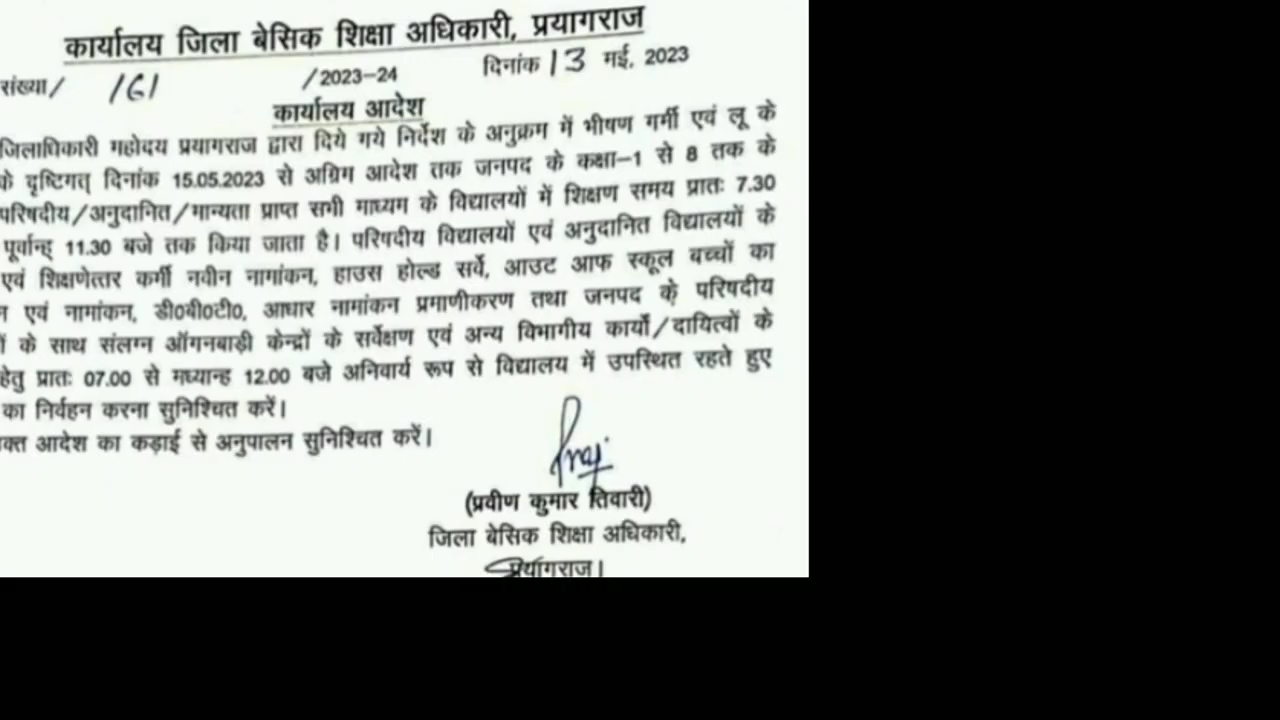 कार्यालय जिला बेसिक शिक्षा अधिकारी, प्रयागराज
संख्या/ 161 /2023-24 दिनांक 13 मई, 2023
कार्यालय आदेश
जिलाधिकारी महोदय प्रयागराज द्वारा दिये गये निर्देश के अनुक्रम में भीषण गर्मी एवं लू के
के दृष्टिगत् दिनांक 15.05.2023 से अग्रिम आदेश तक जनपद के कक्षा-1 से 8 तक के
परिषदीय/अनुदानित/मान्यता प्राप्त सभी माध्यम के विद्यालयों में शिक्षण समय प्रातः 7.30
पूर्वान्ह् 11.30 बजे तक किया जाता है। परिषदीय विद्यालयों एवं अनुदानित विद्यालयों के
एवं शिक्षणेत्तर कर्मी नवीन नामांकन, हाउस होल्ड सर्वे, आउट आफ स्कूल बच्चों का
एवं नामांकन, डी0बी0टी0, आधार नामांकन प्रमाणीकरण तथा जनपद के परिषदीय
के साथ संलग्न ऑगनबाड़ी केन्द्रों के सर्वेक्षण एवं अन्य विभागीय कार्यो/दायित्वों के
हेतु प्रातः 07.00 से मध्यान्ह 12.00 बजे अनिवार्य रूप से विद्यालय में उपस्थित रहते हुए
का निर्वहन करना सुनिश्चित करें।
क्त आदेश का कड़ाई से अनुपालन सुनिश्चित करें।
(प्रवीण कुमार तिवारी)
जिला बेसिक शिक्षा अधिकारी,
प्रयागराज।